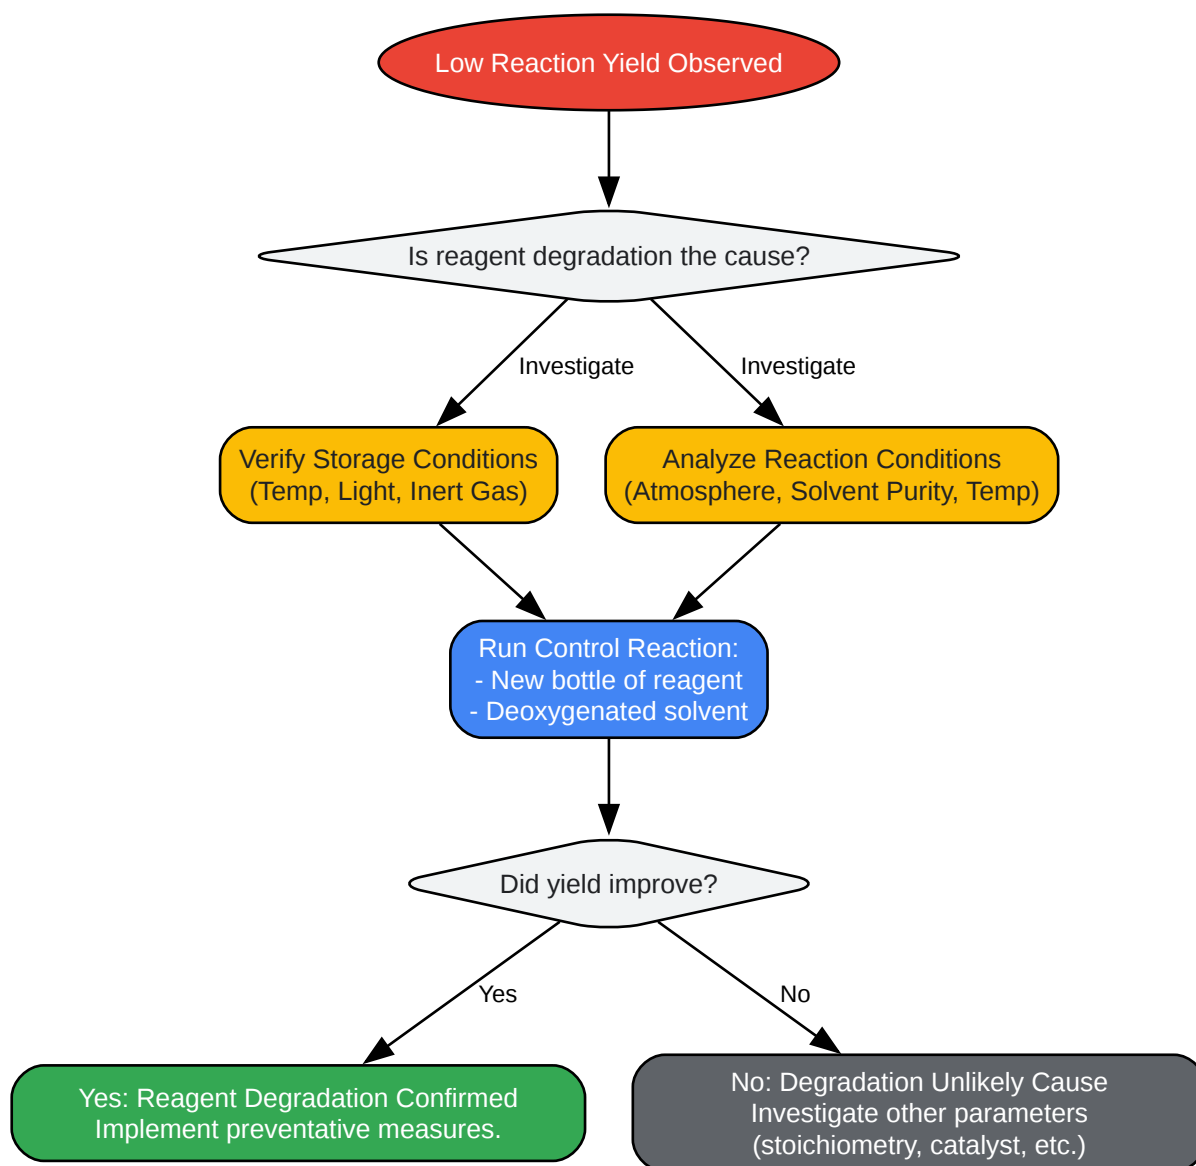 Low Reaction Yield Observed
Is reagent degradation the cause?
Investigate
Investigate
Verify Storage Conditions
(Temp, Light, Inert Gas)
Analyze Reaction Conditions
(Atmosphere, Solvent Purity, Temp)
Run Control Reaction:
- New bottle of reagent
- Deoxygenated solvent
Did yield improve?
Yes
No
Yes: Reagent Degradation Confirmed
Implement preventative measures.
No: Degradation Unlikely Cause
Investigate other parameters
(stoichiometry, catalyst, etc.)